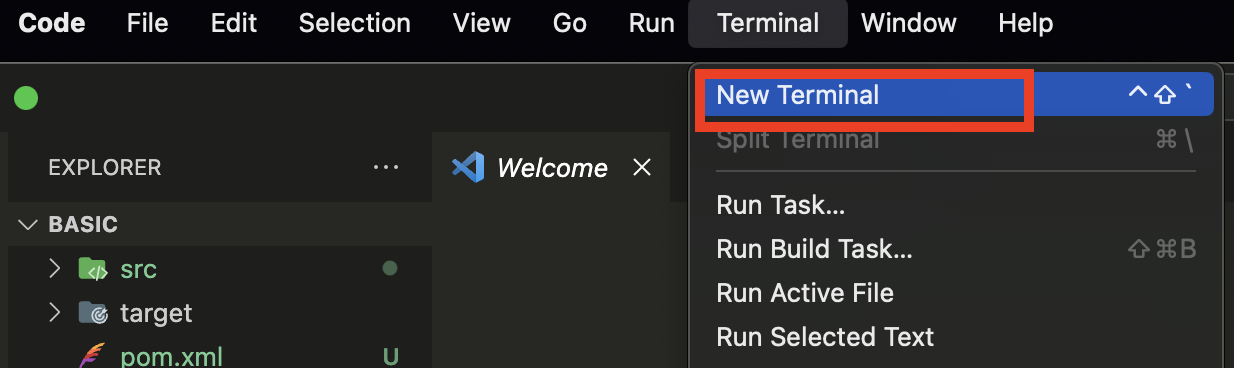 Code File Edit Selection View Go Run Terminal Window Help
New Terminal ^⇧`
Split Terminal ⌘\
EXPLORER ···
Welcome ×
BASIC
Run Task...
Run Build Task... ⇧⌘B
src
Run Active File
target
Run Selected Text
pom.xml U